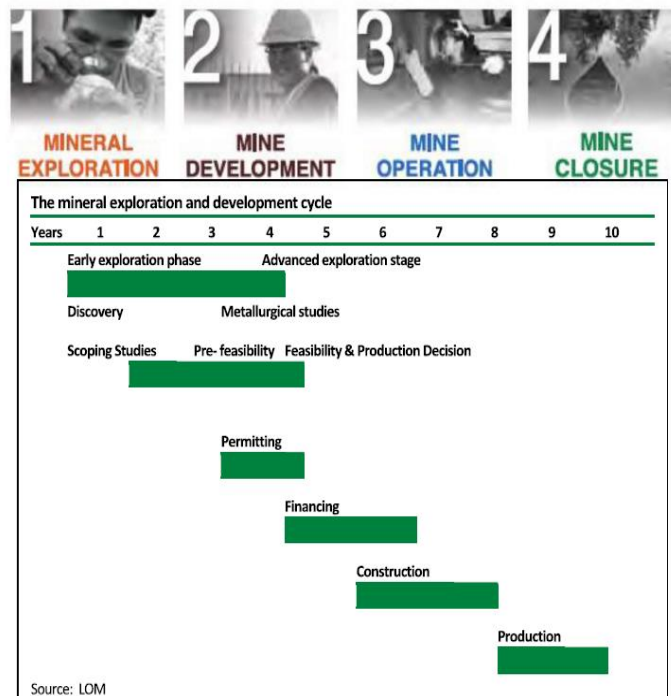 1 2 3 4
MINERAL EXPLORATION
MINE DEVELOPMENT
MINE OPERATION
MINE CLOSURE
The mineral exploration and development cycle
Years 1 2 3 4 5 6 7 8 9 10
Early exploration phase Advanced exploration stage
Discovery Metallurgical studies
Scoping Studies Pre- feasibility Feasibility & Production Decision
Permitting
Financing
Construction
Production
Source: LOM